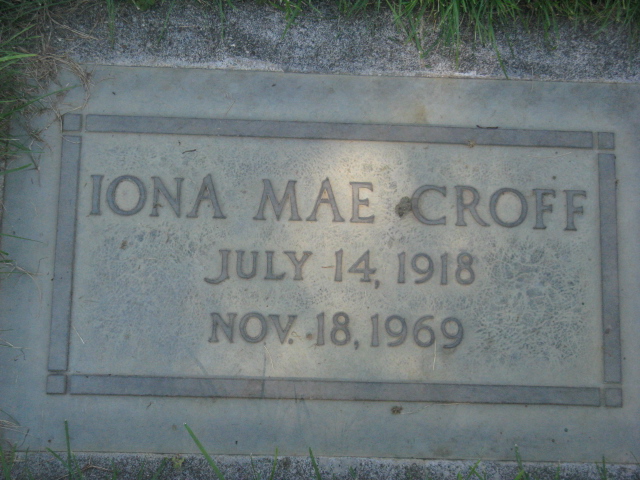 IONA MAE CROFF
JULY 14, 1918
NOV. 18, 1969